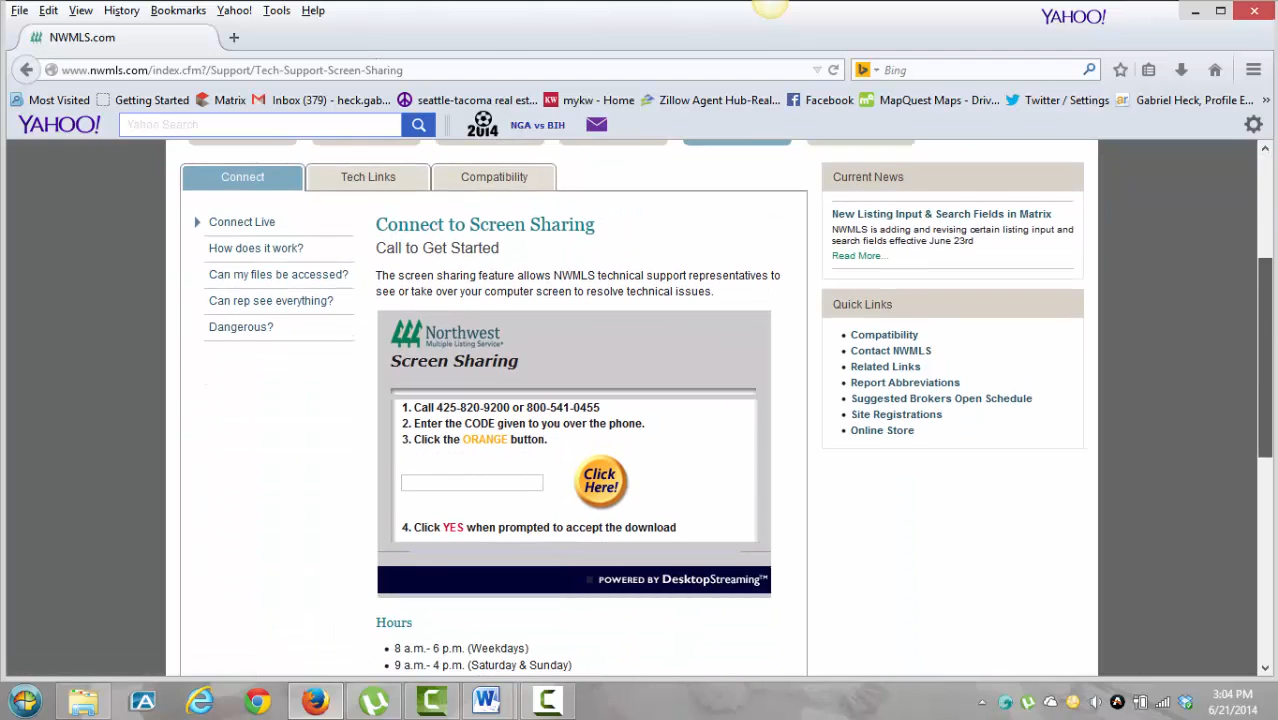 File Edit View History Bookmarks Yahoo! Tools Help
YAHOO!
NWMLS.com
www.nwmls.com/index.cfm?/Support/Tech-Support-Screen-Sharing
Bing
Most Visited Getting Started Matrix Inbox (379) - heck.gab... seattle-tacoma real est... mykw - Home Zillow Agent Hub-Real... Facebook MapQuest Maps - Driv... Twitter / Settings Gabriel Heck, Profile E... »
YAHOO! Yahoo Search 2014 NGA vs BIH
Connect Tech Links Compatibility
Connect Live
How does it work?
Can my files be accessed?
Can rep see everything?
Dangerous?
Connect to Screen Sharing
Call to Get Started
The screen sharing feature allows NWMLS technical support representatives to
see or take over your computer screen to resolve technical issues.
Northwest
Multiple Listing Service®
Screen Sharing
1. Call 425-820-9200 or 800-541-0455
2. Enter the CODE given to you over the phone.
3. Click the ORANGE button.
Click
Here!
4. Click YES when prompted to accept the download
POWERED BY DesktopStreaming™
Hours
8 a.m.- 6 p.m. (Weekdays)
9 a.m.- 4 p.m. (Saturday & Sunday)
Current News
New Listing Input & Search Fields in Matrix
NWMLS is adding and revising certain listing input and
search fields effective June 23rd
Read More...
Quick Links
Compatibility
Contact NWMLS
Related Links
Report Abbreviations
Suggested Brokers Open Schedule
Site Registrations
Online Store
3:04 PM
6/21/2014